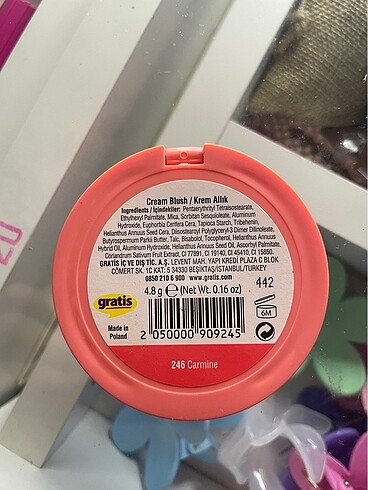 Cream Blush / Krem Allık
Ingredients / İçindekiler: Pentaerythrityl Tetraisostearate,
Ethylhexyl Palmitate, Mica, Sorbitan Sesquioleate, Aluminum
Hydroxide, Euphorbia Cerifera Cera, Tapioca Starch, Tribehenin,
Helianthus Annuus Seed Cera, Diisostearoyl Polyglyceryl-3 Dimer Dilinoleate,
Butyrospermum Parkii Butter, Talc, Bisabolol, Tocopherol, Helianthus Annuus
Hybrid Oil, Aluminum Hydroxide, Helianthus Annuus Seed Oil, Ascorbyl Palmitate,
Coriandrum Sativum Fruit Extract, CI 77891, CI 19140, CI 45410, CI 15850.
GRATİS İÇ VE DIŞ TİC. A.Ş. LEVENT MAH. YAPI KREDİ PLAZA C BLOK
CÖMERT SK. 1C KAT: 5 34330 BEŞİKTAŞ/İSTANBUL/TURKEY
0850 210 6 900 www.gratis.com
4.8 g ℮ (Net Wt. 0.16 oz)
442
6M
gratis
Made in
Poland
2 050000 909245
246 Carmine